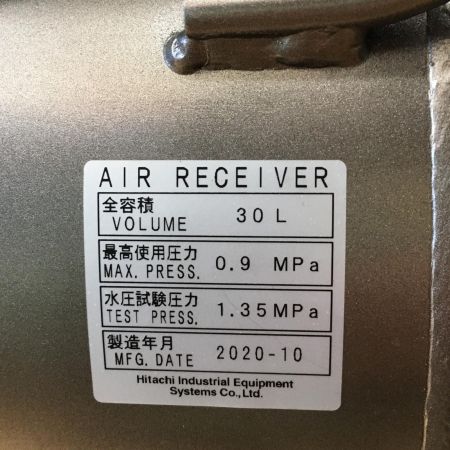 AIR RECEIVER
全容積
VOLUME 30 L
最高使用圧力
MAX. PRESS. 0.9 MPa
水圧試験圧力
TEST PRESS. 1.35 MPa
製造年月
MFG. DATE 2020-10
Hitachi Industrial Equipment
Systems Co., Ltd.